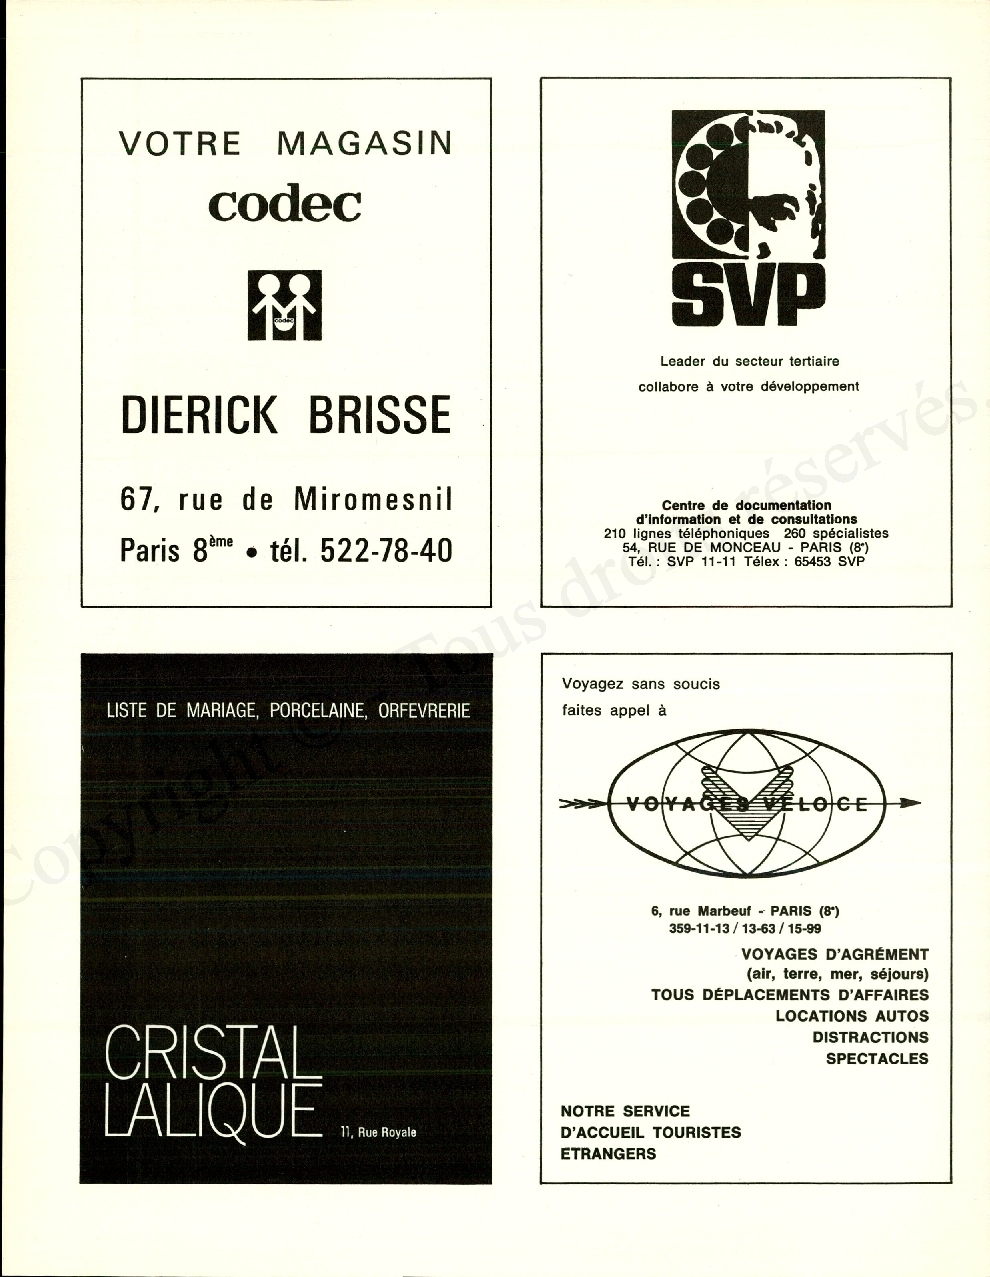 VOTRE MAGASIN
codec
codec
DIERICK BRISSE
67, rue de Miromesnil
Paris 8ème • tél. 522-78-40
SVP
Leader du secteur tertiaire
collabore à votre développement
Centre de documentation
d'information et de consultations
210 lignes téléphoniques 260 spécialistes
54, RUE DE MONCEAU - PARIS (8e)
Tél. : SVP 11-11 Télex : 65453 SVP
LISTE DE MARIAGE, PORCELAINE, ORFEVRERIE
CRISTAL
LALIQUE
11, Rue Royale
Voyagez sans soucis
faites appel à
VOYAGES VELOCE
6, rue Marbeuf - PARIS (8e)
359-11-13 / 13-63 / 15-99
VOYAGES D'AGRÉMENT
(air, terre, mer, séjours)
TOUS DÉPLACEMENTS D'AFFAIRES
LOCATIONS AUTOS
DISTRACTIONS
SPECTACLES
NOTRE SERVICE
D'ACCUEIL TOURISTES
ETRANGERS
Copyright © - Tous droits réservés.